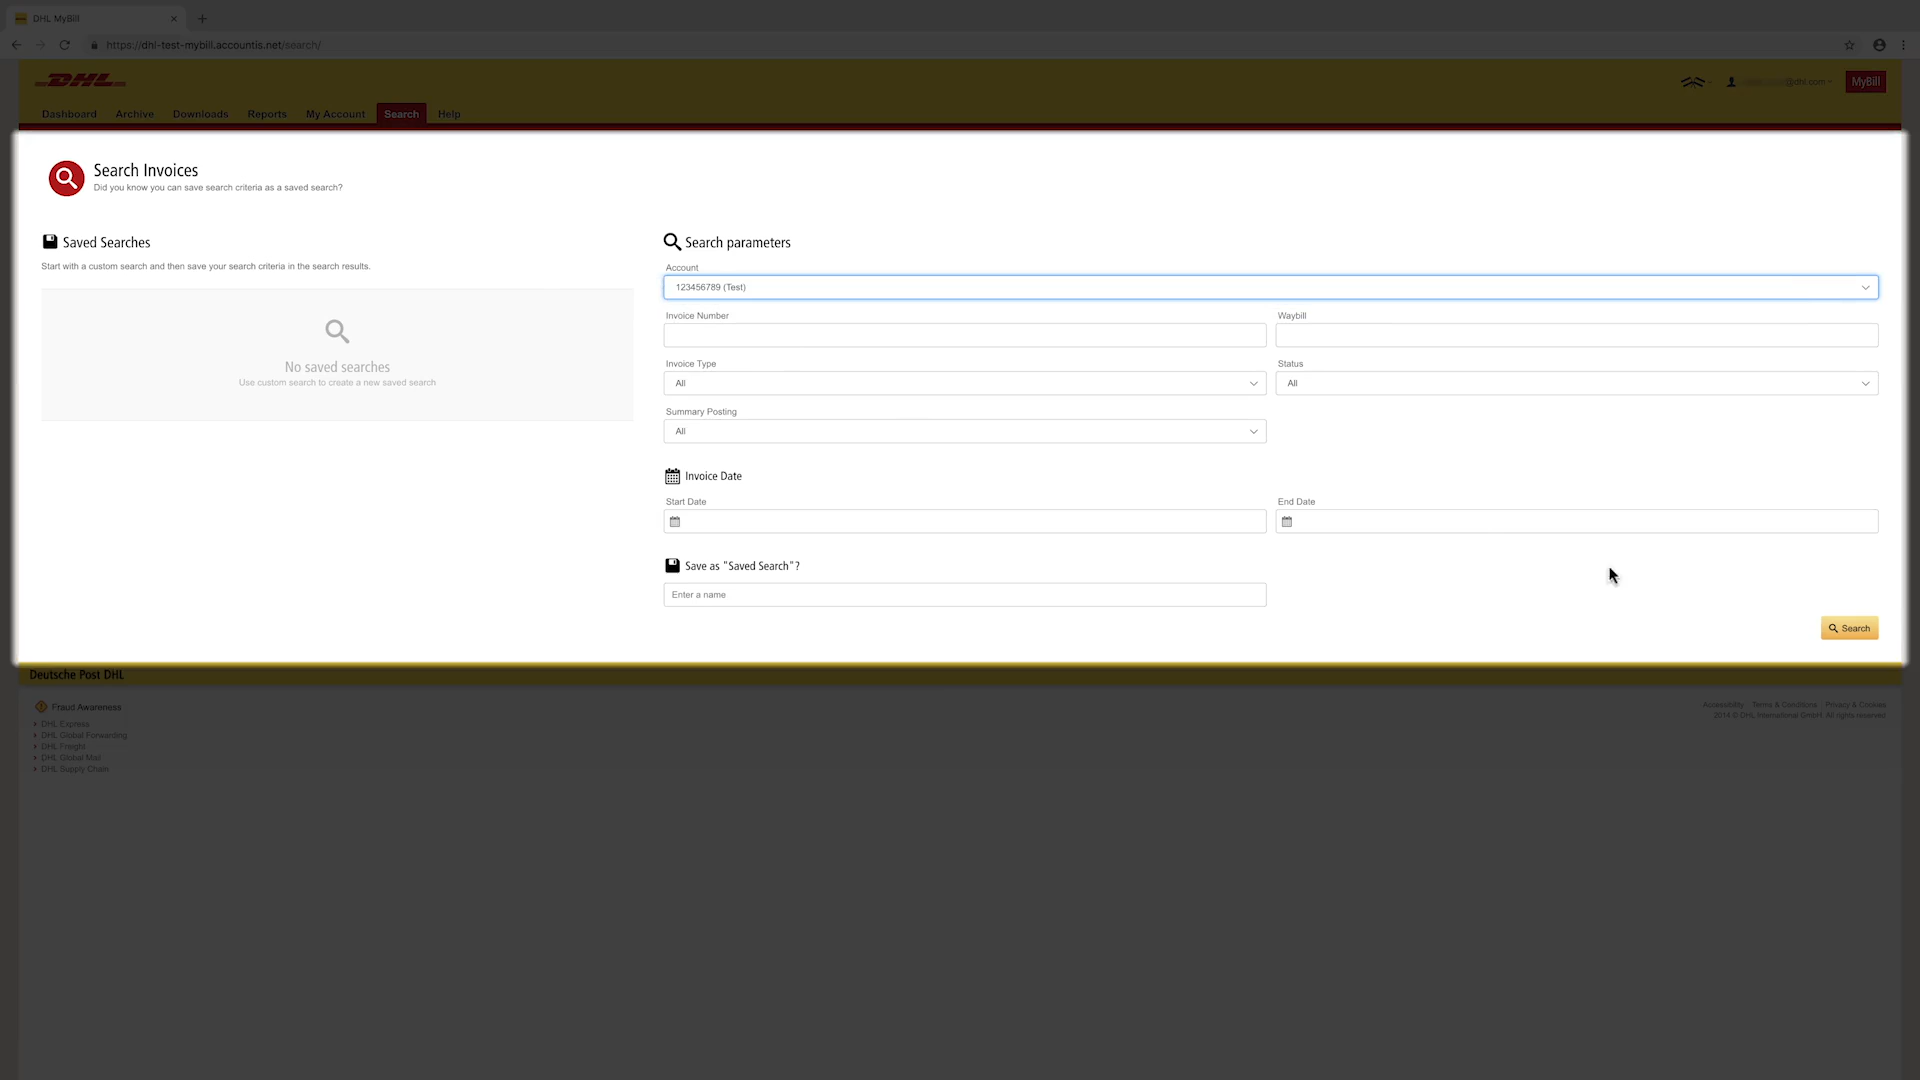 DHL MyBill
https://dhl-test-mybill.accountis.net/search/
DHL
@dhl.com
MyBill
Dashboard
Archive
Downloads
Reports
My Account
Search
Help
Search Invoices
Did you know you can save search criteria as a saved search?
Saved Searches
Start with a custom search and then save your search criteria in the search results.
No saved searches
Use custom search to create a new saved search
Search parameters
Account
123456789 (Test)
Invoice Number
Waybill
Invoice Type
Status
All
All
Summary Posting
All
Invoice Date
Start Date
End Date
Save as "Saved Search"?
Enter a name
Search
Deutsche Post DHL
Fraud Awareness
DHL Express
DHL Global Forwarding
DHL Freight
DHL Global Mail
DHL Supply Chain
Accessibility
Terms & Conditions
Privacy & Cookies
2014 © DHL International GmbH. All rights reserved